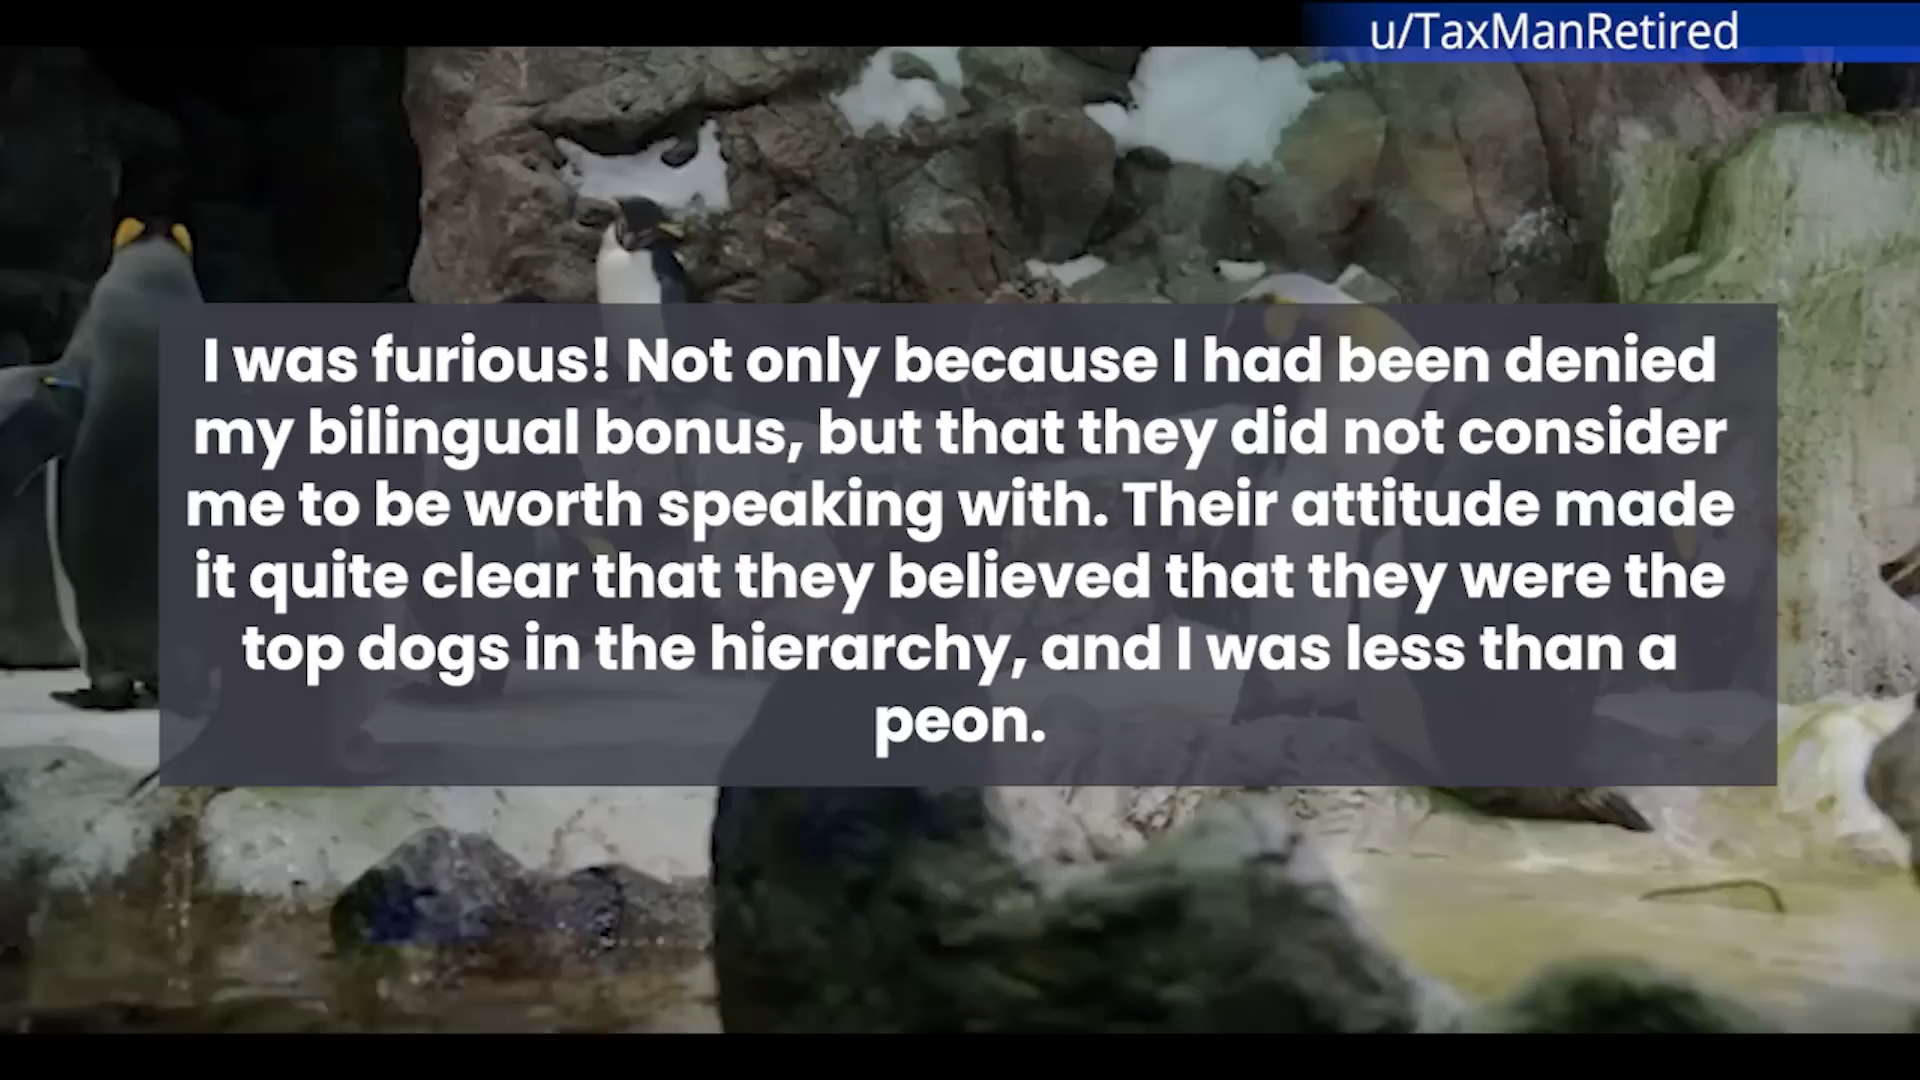 u/TaxManRetired
I was furious! Not only because I had been denied
my bilingual bonus, but that they did not consider
me to be worth speaking with. Their attitude made
it quite clear that they believed that they were the
top dogs in the hierarchy, and I was less than a
peon.